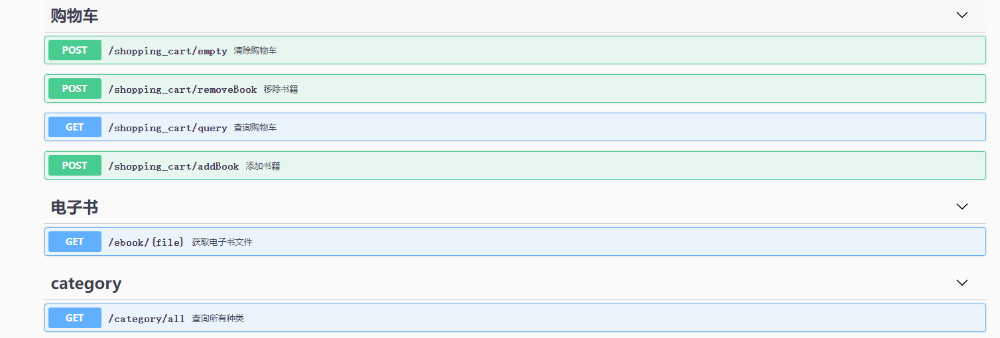 购物车
POST /shopping_cart/empty 清除购物车
POST /shopping_cart/removeBook 移除书籍
GET /shopping_cart/query 查询购物车
POST /shopping_cart/addBook 添加书籍
电子书
GET /ebook/{file} 获取电子书文件
category
GET /category/all 查询所有种类